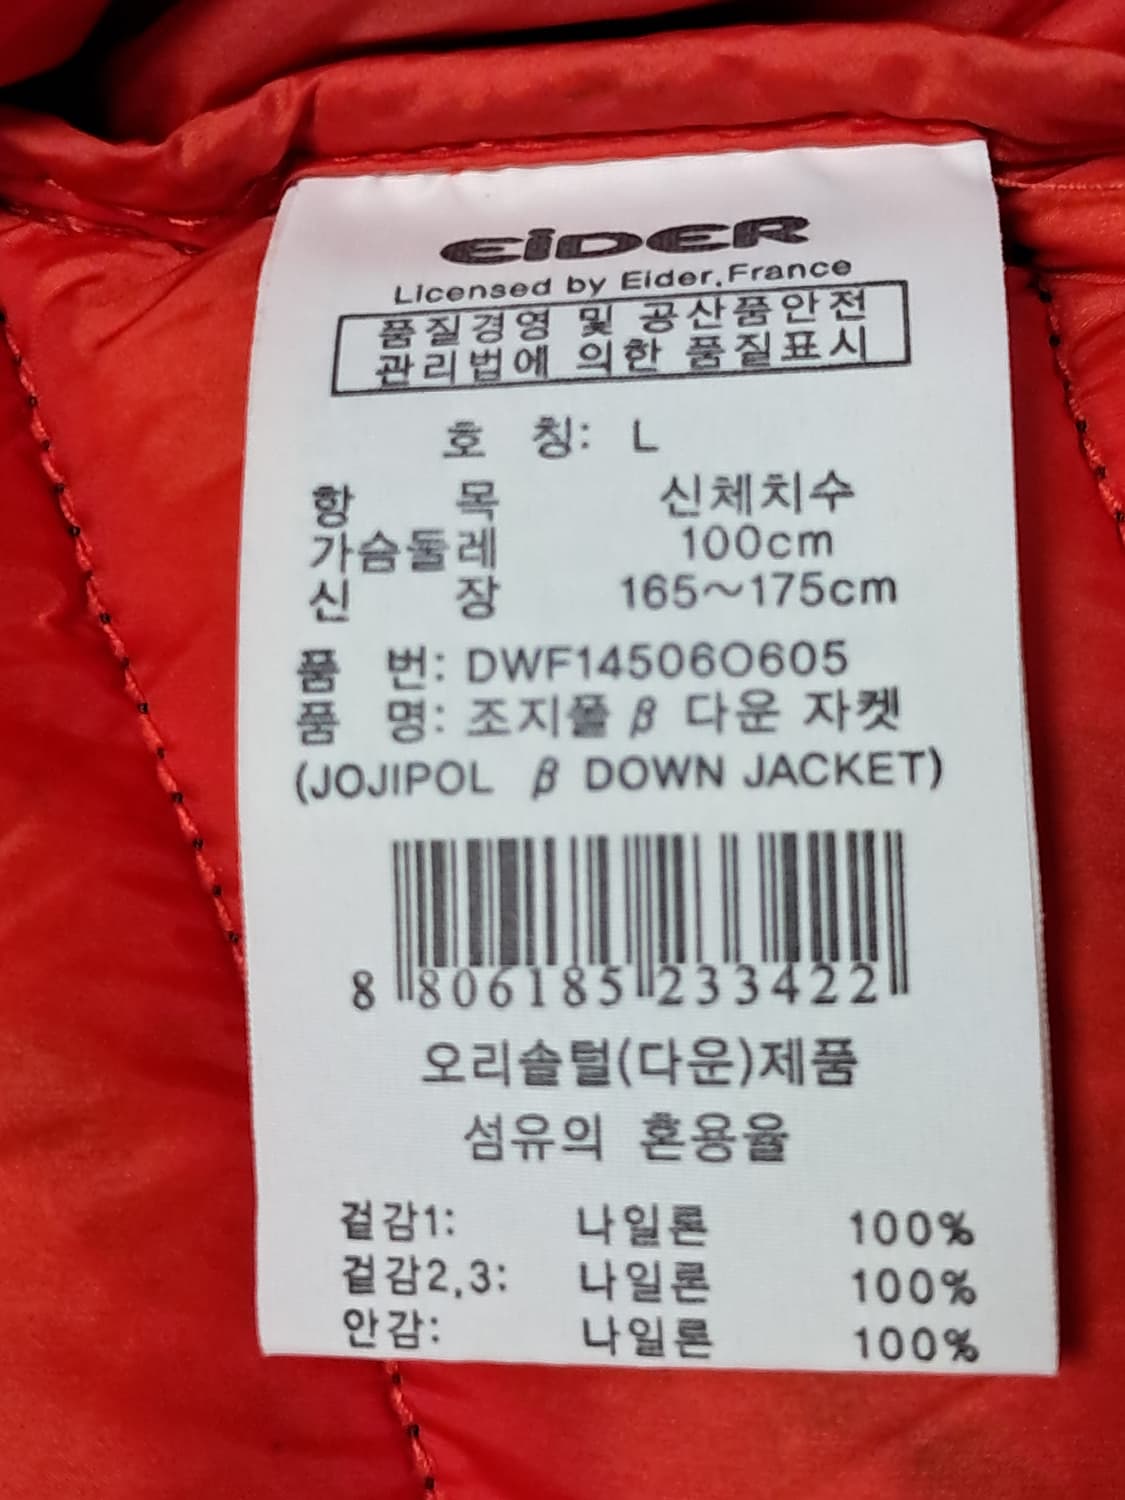 EiDER
Licensed by Eider.France
품질경영 및 공산품안전
관리법에 의한 품질표시
호 칭: L
항 목 신체치수
가슴둘레 100cm
신 장 165~175cm
품 번: DWF14506O605
품 명: 조지폴 β 다운 자켓
(JOJIPOL β DOWN JACKET)
8 806185 233422
오리솜털(다운)제품
섬유의 혼용율
겉감1: 나일론 100%
겉감2,3: 나일론 100%
안감: 나일론 100%